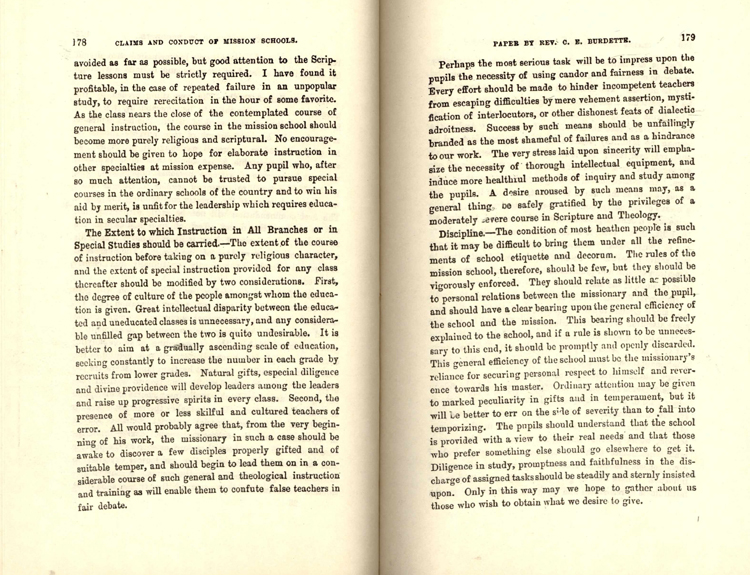 178 CLAIMS AND CONDUCT OF MISSION SCHOOLS.
avoided as far as possible, but good attention to the Scrip-
ture lessons must be strictly required. I have found it
profitable, in the case of repeated failure in an unpopular
study, to require rerecitation in the hour of some favorite.
As the class nears the close of the contemplated course of
general instruction, the course in the mission school should
become more purely religious and scriptural. No encourage-
ment should be given to hope for elaborate instruction in
other specialties at mission expense. Any pupil who, after
so much attention, cannot be trusted to pursue special
courses in the ordinary schools of the country and to win his
aid by merit, is unfit for the leadership which requires educa-
tion in secular specialties.
The Extent to which Instruction in All Branches or in
Special Studies should be carried.—The extent of the course
of instruction before taking on a purely religious character,
and the extent of special instruction provided for any class
thereafter should be modified by two considerations. First,
the degree of culture of the people amongst whom the educa-
tion is given. Great intellectual disparity between the educa-
ted and uneducated classes is unnecessary, and any considera-
ble unfilled gap between the two is quite undesirable. It is
better to aim at a gradually ascending scale of education,
seeking constantly to increase the number in each grade by
recruits from lower grades. Natural gifts, especial diligence
and divine providence will develop leaders among the leaders
and raise up progressive spirits in every class. Second, the
presence of more or less skilful and cultured teachers of
error. All would probably agree that, from the very begin-
ning of his work, the missionary in such a case should be
awake to discover a few disciples properly gifted and of
suitable temper, and should begin to lead them on in a con-
siderable course of such general and theological instruction
and training as will enable them to confute false teachers in
fair debate.
PAPER BY REV. C. E. BURDETTE. 179
Perhaps the most serious task will be to impress upon the
pupils the necessity of using candor and fairness in debate.
Every effort should be made to hinder incompetent teachers
from escaping difficulties by mere vehement assertion, mysti-
fication of interlocutors, or other dishonest feats of dialectic
adroitness. Success by such means should be unfailingly
branded as the most shameful of failures and as a hindrance
to our work. The very stress laid upon sincerity will empha-
size the necessity of thorough intellectual equipment, and
induce more healthiul methods of inquiry and study among
the pupils. A desire aroused by such means may, as a
general thing, be safely gratified by the privileges of a
moderately severe course in Scripture and Theology.
Discipline.—The condition of most heathen people is such
that it may be difficult to bring them under all the refine-
ments of school etiquette and decorum. The rules of the
mission school, therefore, should be few, but they should be
vigorously enforced. They should relate as little as possible
to personal relations between the missionary and the pupil,
and should have a clear bearing upon the general efficiency of
the school and the mission. This bearing should be freely
explained to the school, and if a rule is shown to be unneces-
sary to this end, it should be promptly and openly discarded.
This general efficiency of the school must be the missionary's
reliance for securing personal respect to himself and rever-
ence towards his master. Ordinary attention may be given
to marked peculiarity in gifts and in temperament, but it
will be better to err on the side of severity than to fall into
temporizing. The pupils should understand that the school
is provided with a view to their real needs and that those
who prefer something else should go elsewhere to get it.
Diligence in study, promptness and faithfulness in the dis-
charge of assigned tasks should be steadily and sternly insisted
upon. Only in this way may we hope to gather about us
those who wish to obtain what we desire to give.